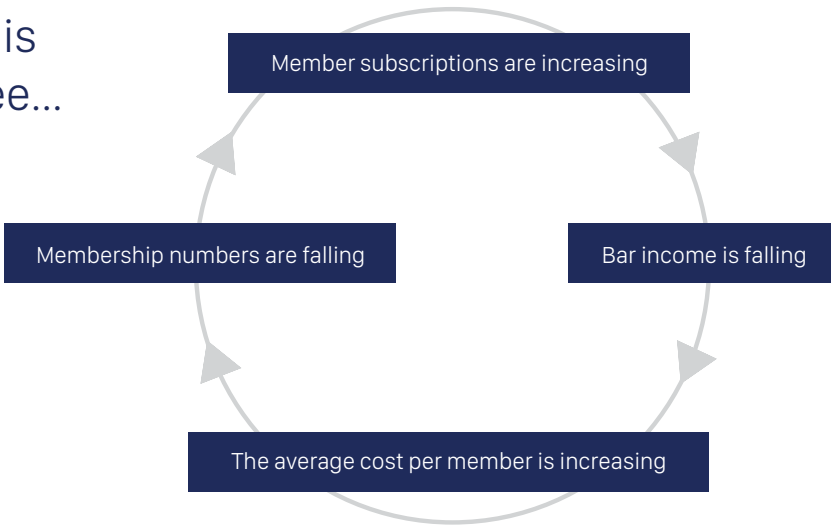 is
ee...
Member subscriptions are increasing
Membership numbers are falling
Bar income is falling
The average cost per member is increasing